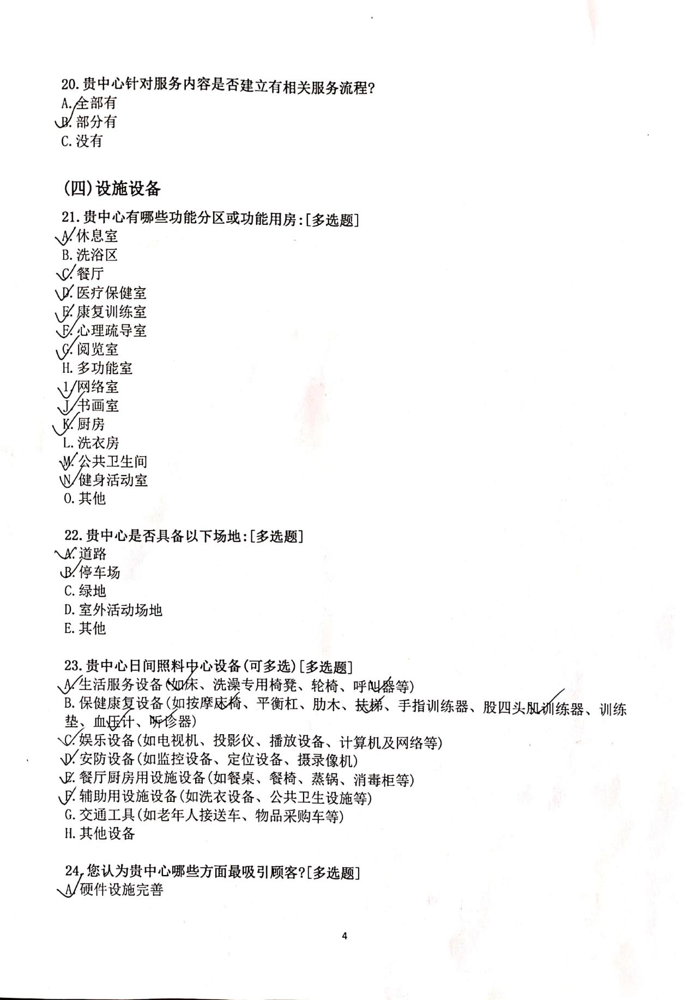 20.贵中心针对服务内容是否建立有相关服务流程?
A.全部有
B.部分有
C.没有
(四)设施设备
21.贵中心有哪些功能分区或功能用房:[多选题]
A.休息室
B.洗浴区
C.餐厅
D.医疗保健室
E.康复训练室
F.心理疏导室
G.阅览室
H.多功能室
1.网络室
J.书画室
K.厨房
L.洗衣房
M.公共卫生间
N.健身活动室
O.其他
22.贵中心是否具备以下场地:[多选题]
A.道路
B.停车场
C.绿地
D.室外活动场地
E.其他
23.贵中心日间照料中心设备(可多选)[多选题]
A.生活服务设备(如床、洗澡专用椅凳、轮椅、呼叫器等)
B.保健康复设备(如按摩床椅、平衡杠、肋木、扶梯、手指训练器、股四头肌训练器、训练
垫、血压计、听诊器)
C.娱乐设备(如电视机、投影仪、播放设备、计算机及网络等)
D.安防设备(如监控设备、定位设备、摄录像机)
E.餐厅厨房用设施设备(如餐桌、餐椅、蒸锅、消毒柜等)
F.辅助用设施设备(如洗衣设备、公共卫生设施等)
G.交通工具(如老年人接送车、物品采购车等)
H.其他设备
24.您认为贵中心哪些方面最吸引顾客?[多选题]
A.硬件设施完善
4